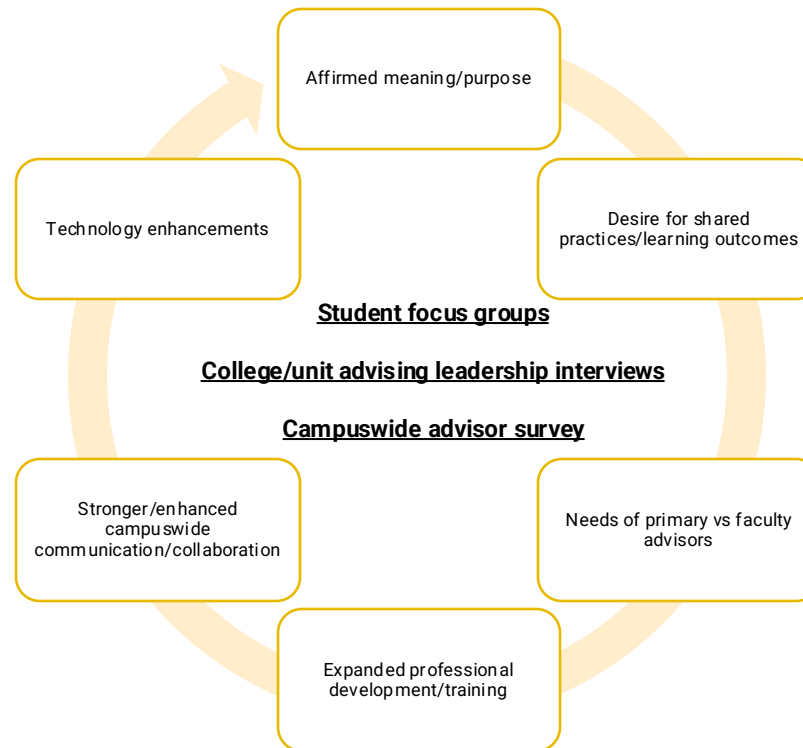 Affirmed meaning/purpose
Technology enhancements
Desire for shared
practices/learning outcomes
Student focus groups
College/unit advising leadership interviews
Campuswide advisor survey
Stronger/enhanced
campuswide
communication/collaboration
Needs of primary vs faculty
advisors
Expanded professional
development/training